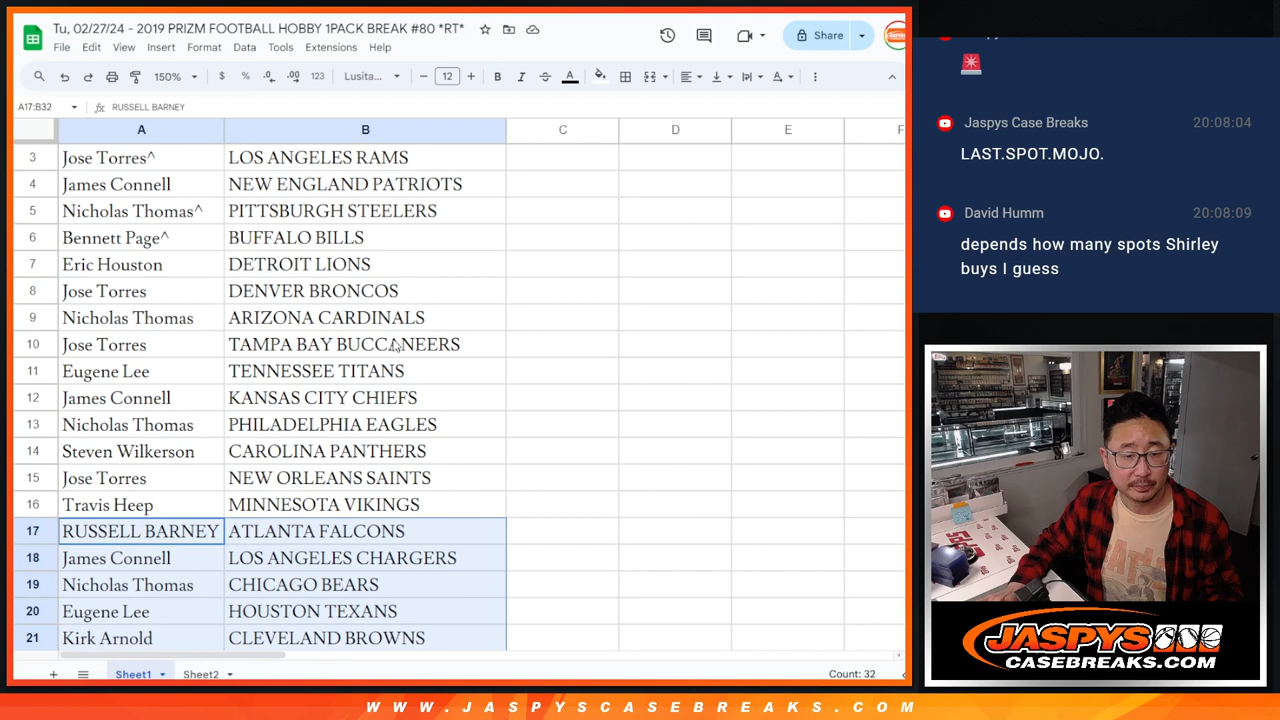 Tu, 02/27/24 - 2019 PRIZM FOOTBALL HOBBY 1PACK BREAK #80 *RT*
File Edit View Insert Format Data Tools Extensions Help
Share
150% $ % .0 .00 123 Lusita... - 12 + B I A
A17:B32 fx RUSSELL BARNEY
A B C D E F
3 Jose Torres^ LOS ANGELES RAMS
4 James Connell NEW ENGLAND PATRIOTS
5 Nicholas Thomas^ PITTSBURGH STEELERS
6 Bennett Page^ BUFFALO BILLS
7 Eric Houston DETROIT LIONS
8 Jose Torres DENVER BRONCOS
9 Nicholas Thomas ARIZONA CARDINALS
10 Jose Torres TAMPA BAY BUCCANEERS
11 Eugene Lee TENNESSEE TITANS
12 James Connell KANSAS CITY CHIEFS
13 Nicholas Thomas PHILADELPHIA EAGLES
14 Steven Wilkerson CAROLINA PANTHERS
15 Jose Torres NEW ORLEANS SAINTS
16 Travis Heep MINNESOTA VIKINGS
17 RUSSELL BARNEY ATLANTA FALCONS
18 James Connell LOS ANGELES CHARGERS
19 Nicholas Thomas CHICAGO BEARS
20 Eugene Lee HOUSTON TEXANS
21 Kirk Arnold CLEVELAND BROWNS
+ Sheet1 Sheet2 Count: 32
Jaspys Case Breaks 20:08:04
LAST.SPOT.MOJO.
David Humm 20:08:09
depends how many spots Shirley
buys I guess
JASPYS
CASEBREAKS.COM
WWW.JASPYSCASEBREAKS.COM